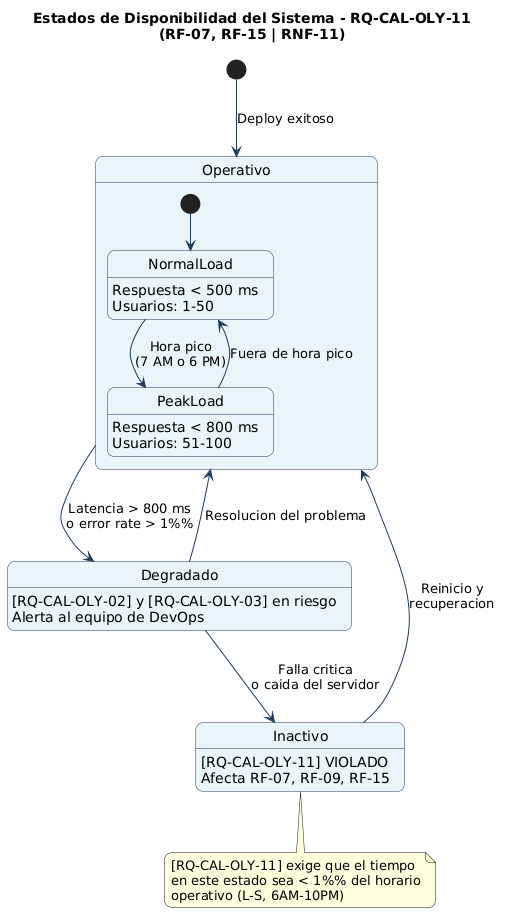 Estados de Disponibilidad del Sistema - RQ-CAL-OLY-11
(RF-07, RF-15 | RNF-11)
Deploy exitoso
Operativo
NormalLoad
Respuesta < 500 ms
Usuarios: 1-50
Hora pico
(7 AM o 6 PM)
Fuera de hora pico
PeakLoad
Respuesta < 800 ms
Usuarios: 51-100
Latencia > 800 ms
o error rate > 1%%
Resolucion del problema
Degradado
[RQ-CAL-OLY-02] y [RQ-CAL-OLY-03] en riesgo
Alerta al equipo de DevOps
Reinicio y
recuperacion
Falla critica
o caida del servidor
Inactivo
[RQ-CAL-OLY-11] VIOLADO
Afecta RF-07, RF-09, RF-15
[RQ-CAL-OLY-11] exige que el tiempo
en este estado sea < 1%% del horario
operativo (L-S, 6AM-10PM)